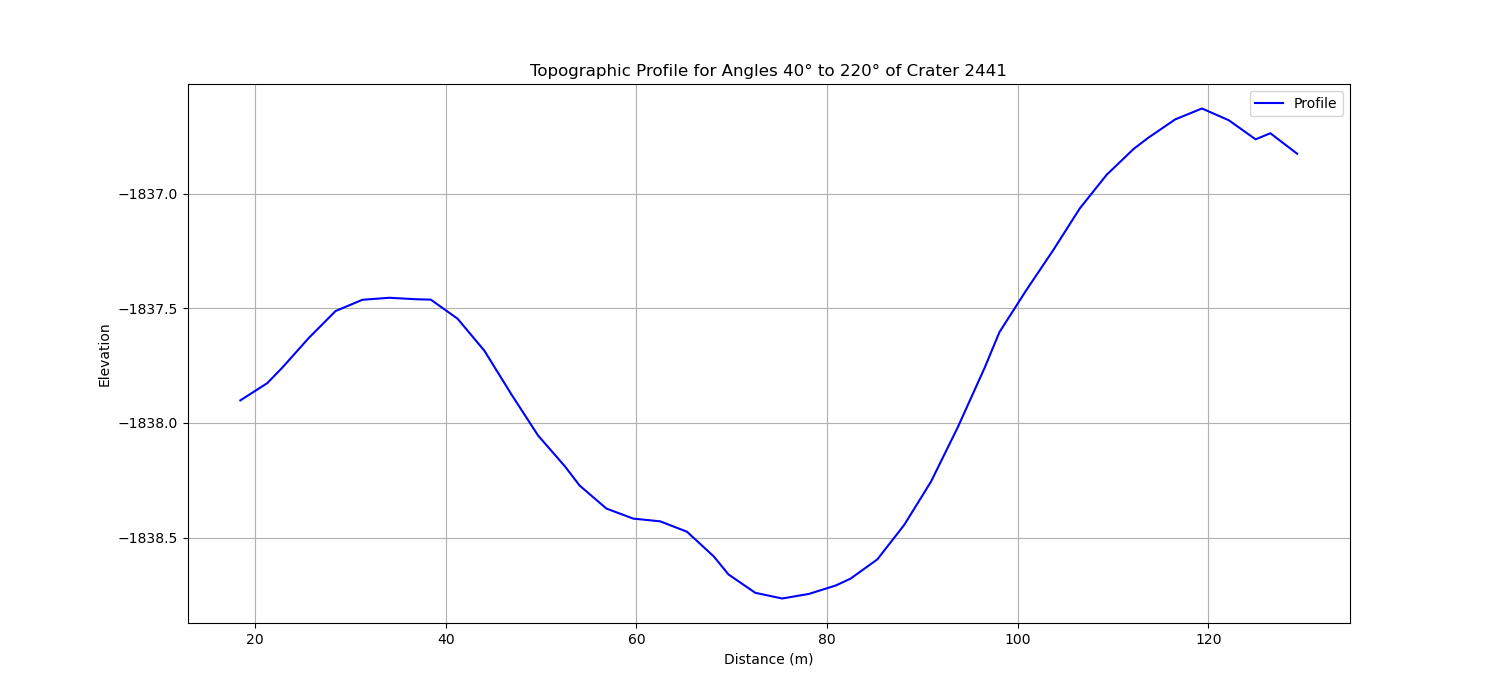 Topographic Profile for Angles 40° to 220° of Crater 2441
Profile
−1837.0
−1837.5
−1838.0
−1838.5
Elevation
20 40 60 80 100 120
Distance (m)